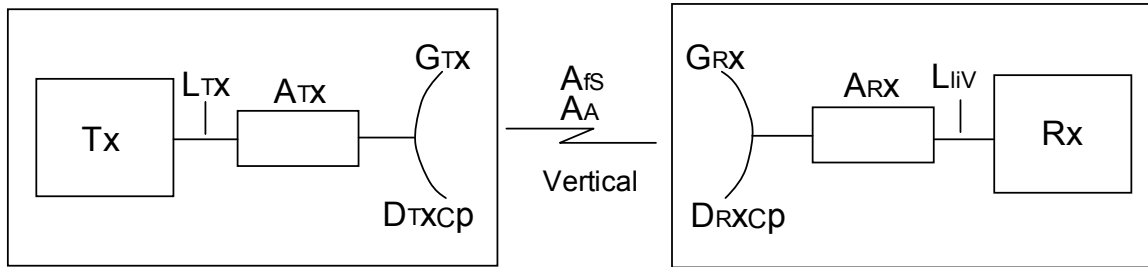 Tx
LTx
ATx
GTx
DTxCp
AfS
AA
Vertical
GRx
DRxCp
ARx
LliV
Rx